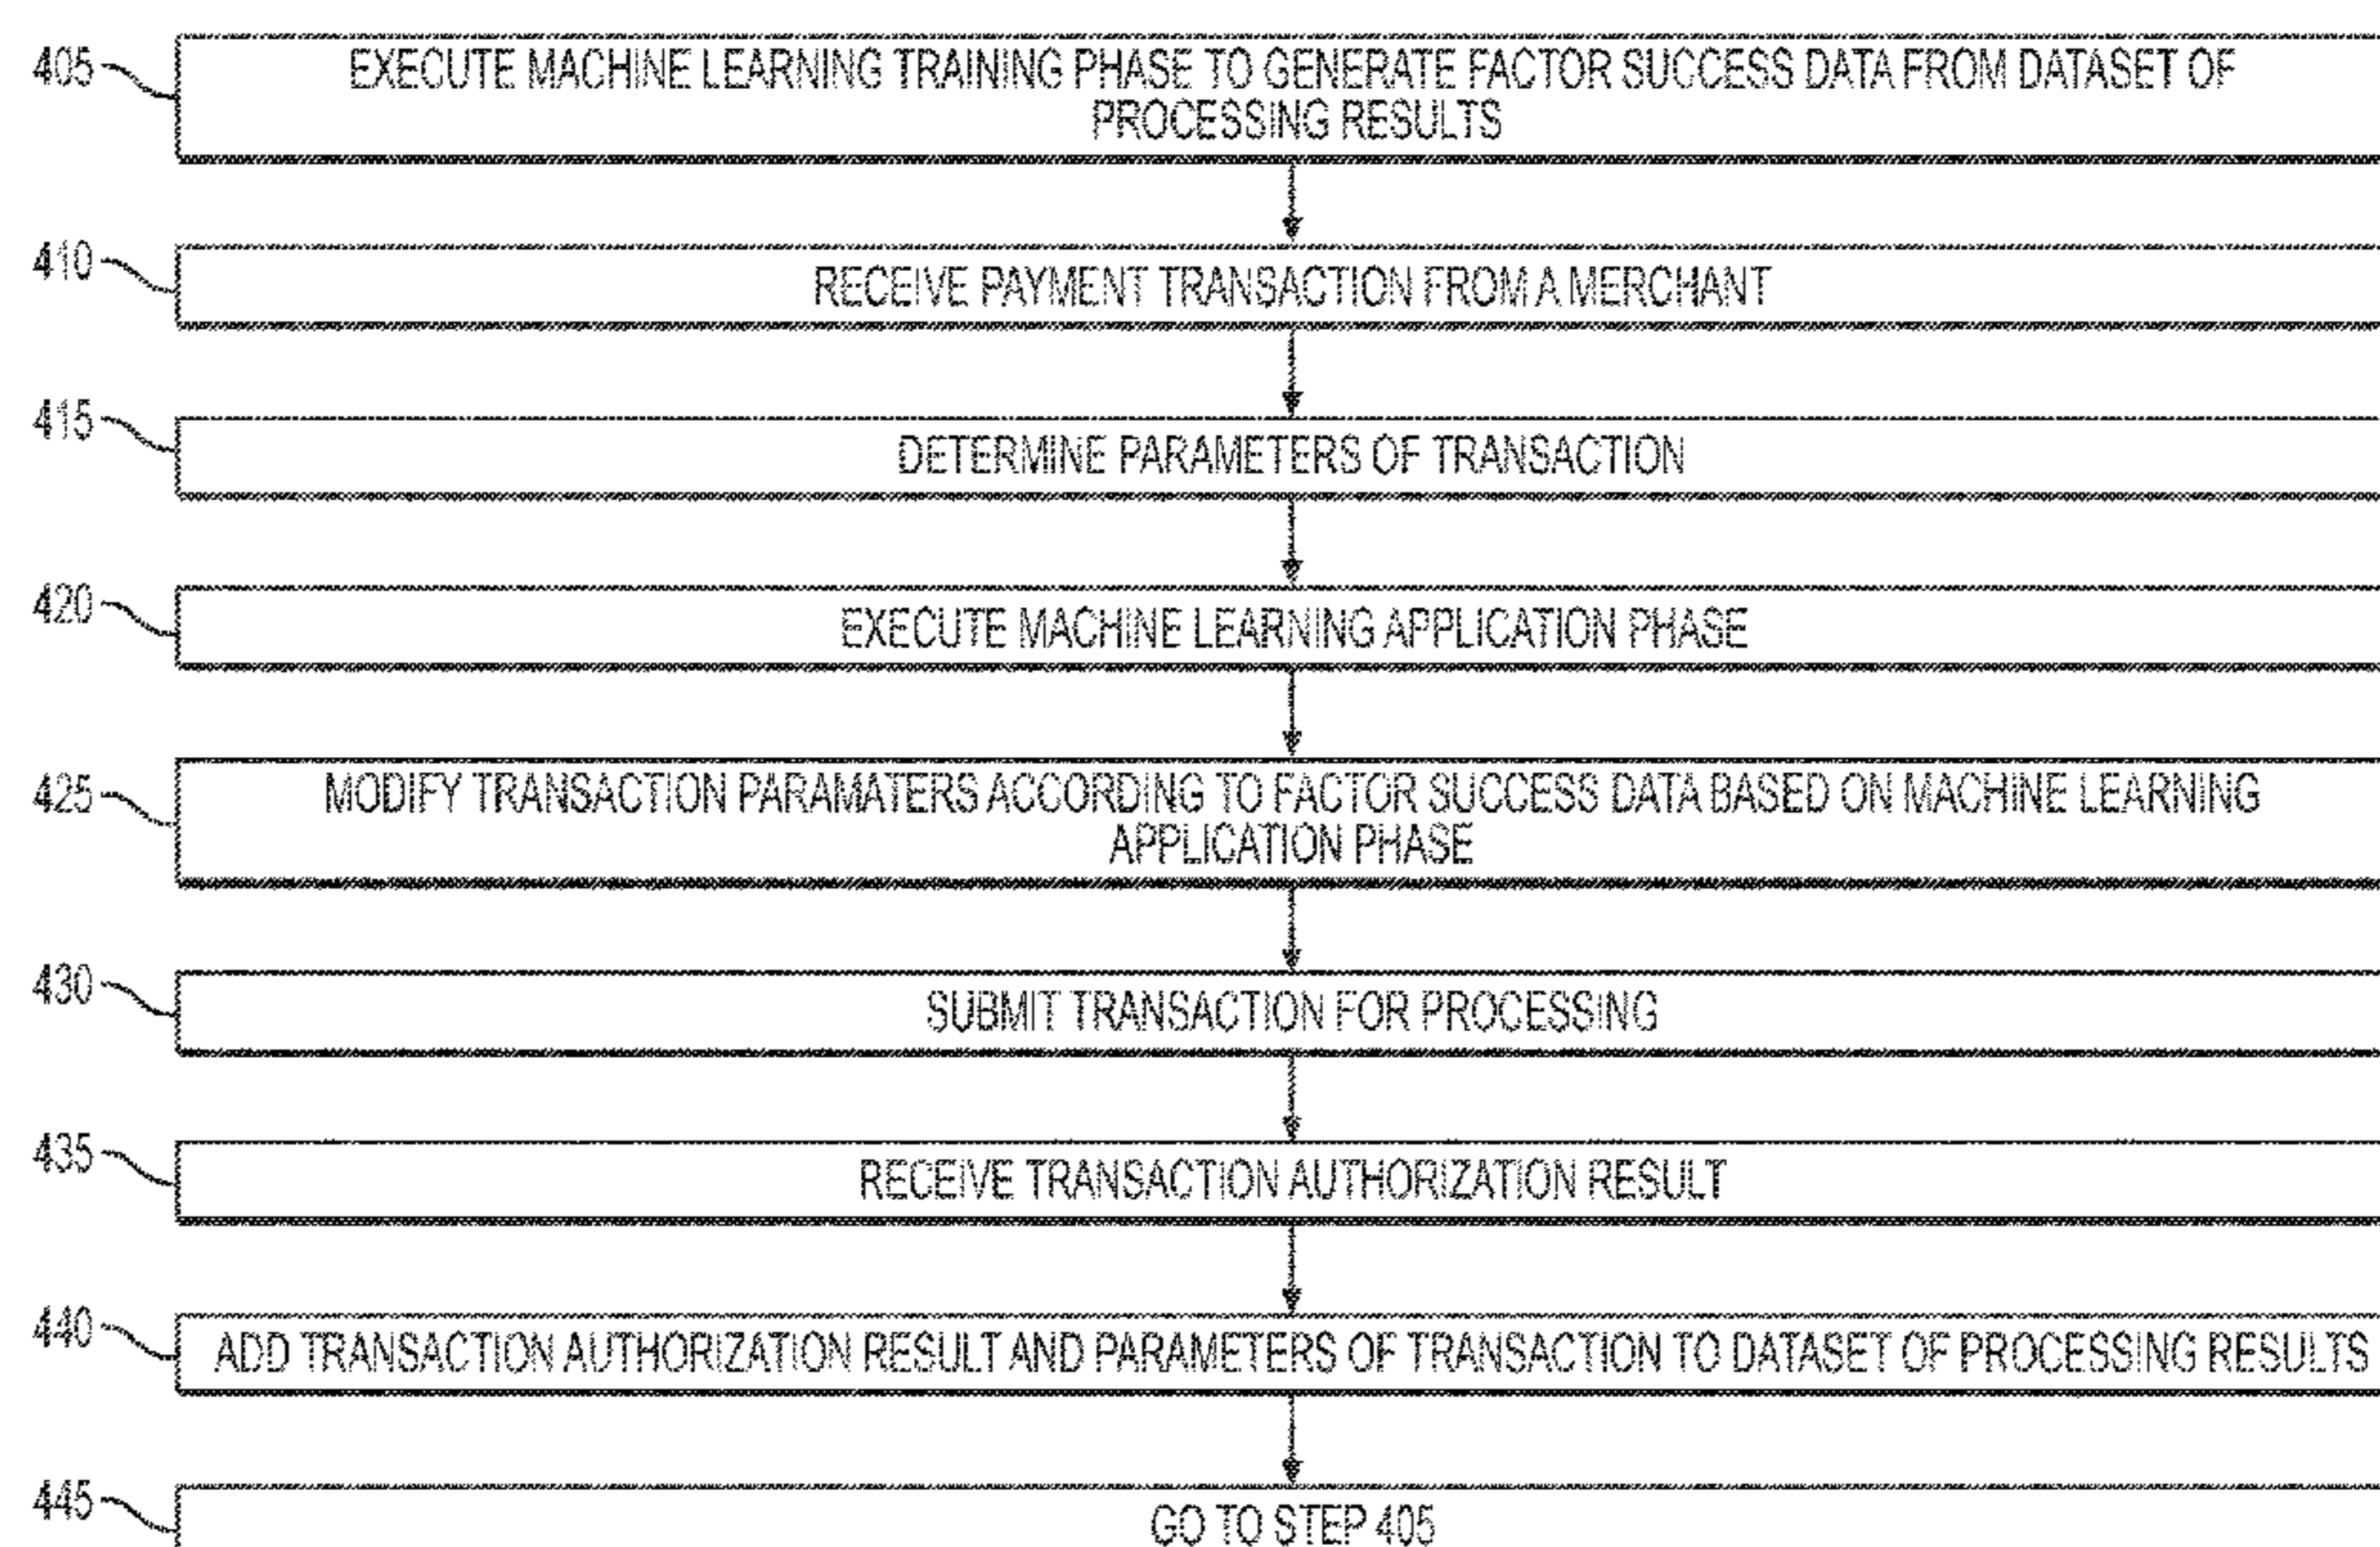 405 EXECUTE MACHINE LEARNING TRAINING PHASE TO GENERATE FACTOR SUCCESS DATA FROM DATASET OF
PROCESSING RESULTS
410 RECEIVE PAYMENT TRANSACTION FROM A MERCHANT
415 DETERMINE PARAMETERS OF TRANSACTION
420 EXECUTE MACHINE LEARNING APPLICATION PHASE
425 MODIFY TRANSACTION PARAMATERS ACCORDING TO FACTOR SUCCESS DATA BASED ON MACHINE LEARNING
APPLICATION PHASE
430 SUBMIT TRANSACTION FOR PROCESSING
435 RECEIVE TRANSACTION AUTHORIZATION RESULT
440 ADD TRANSACTION AUTHORIZATION RESULT AND PARAMETERS OF TRANSACTION TO DATASET OF PROCESSING RESULTS
445 GO TO STEP 405